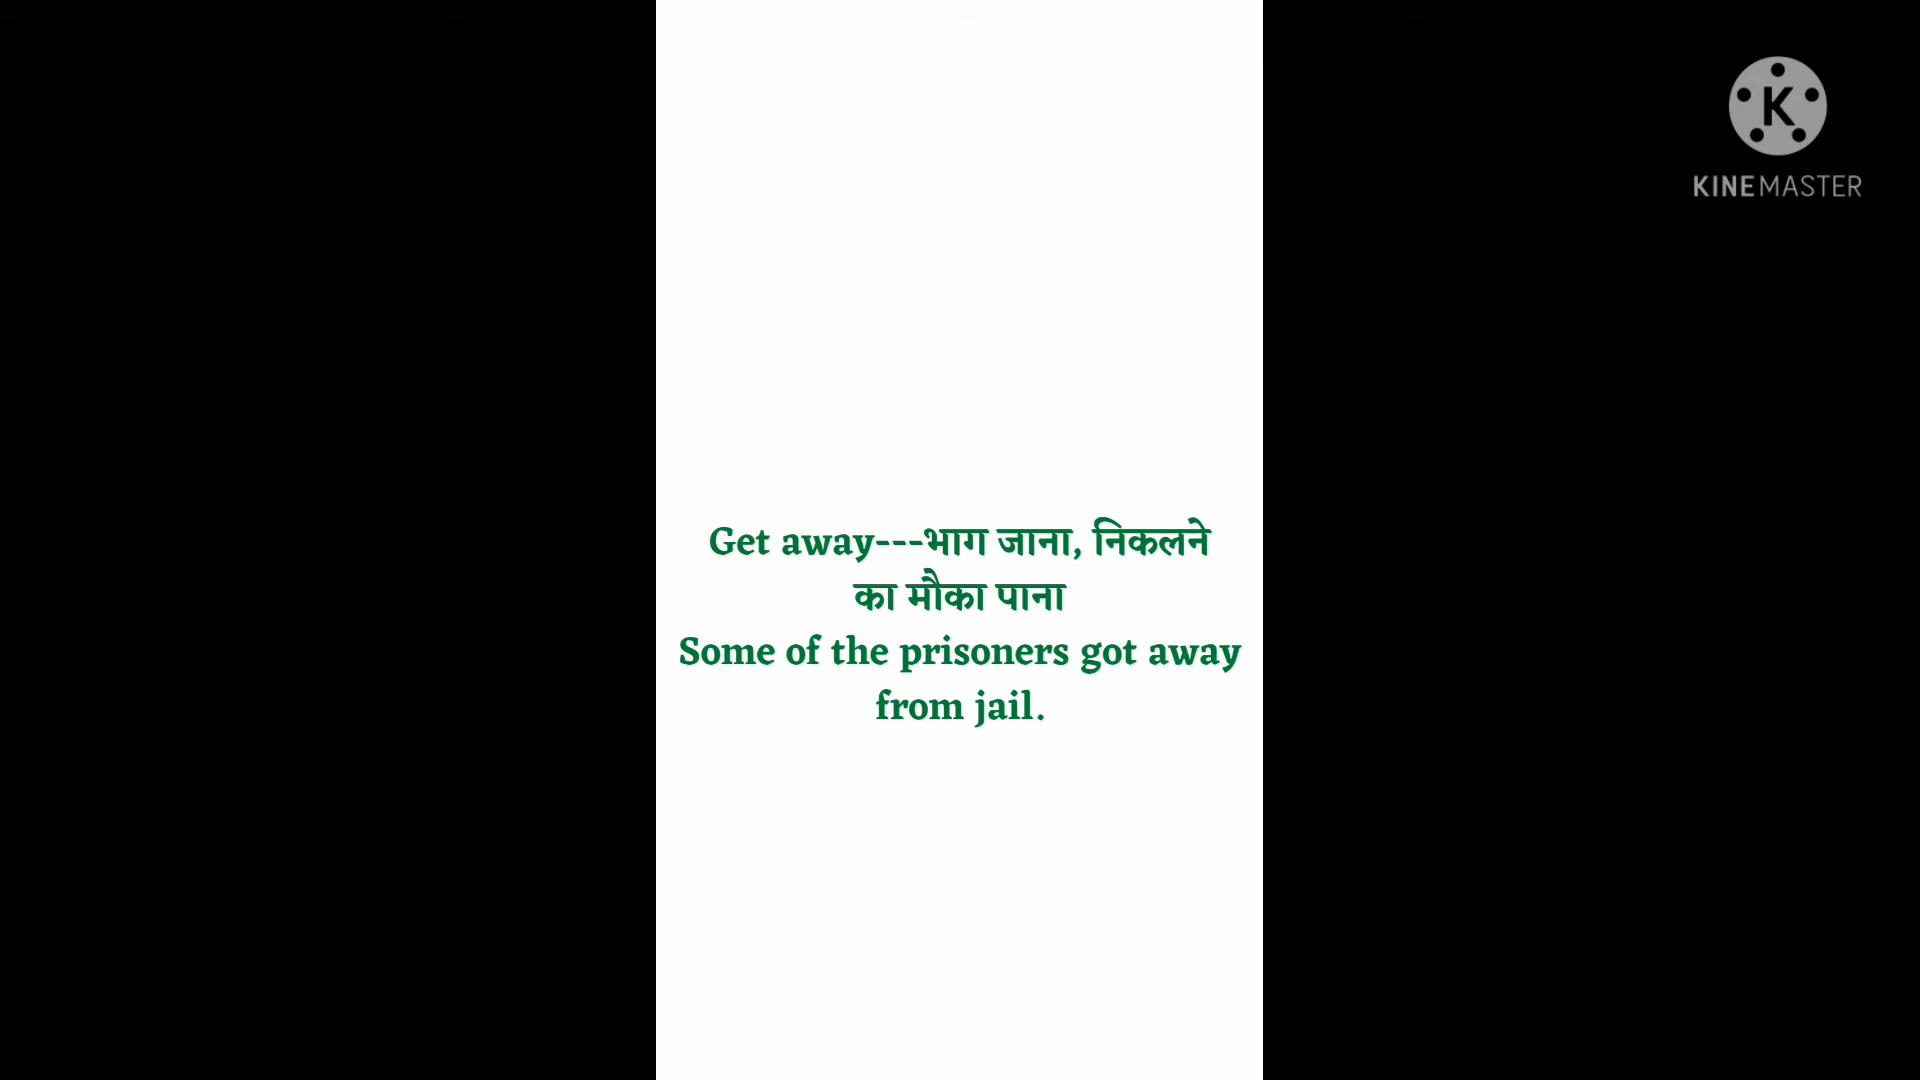 KINEMASTER
Get away---भाग जाना, निकलने
का मौका पाना
Some of the prisoners got away
from jail.